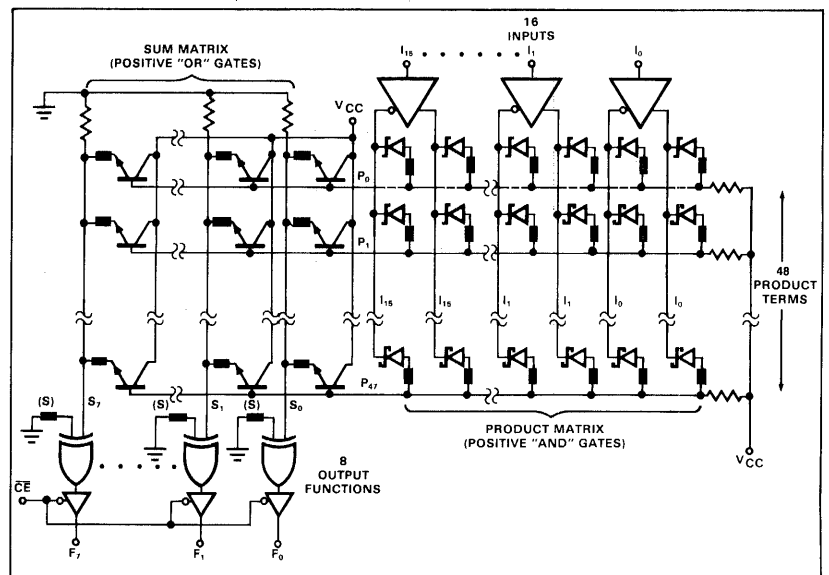 16
INPUTS
SUM MATRIX
(POSITIVE "OR" GATES)
I15 I1 I0
VCC
P0
P1
48
PRODUCT
TERMS
I15 I15 I1 I1 I0 I0
P47
(S) S7 (S) S1 (S) S0
PRODUCT MATRIX
(POSITIVE "AND" GATES)
VCC
8
OUTPUT
FUNCTIONS
CE
F7 F1 F0